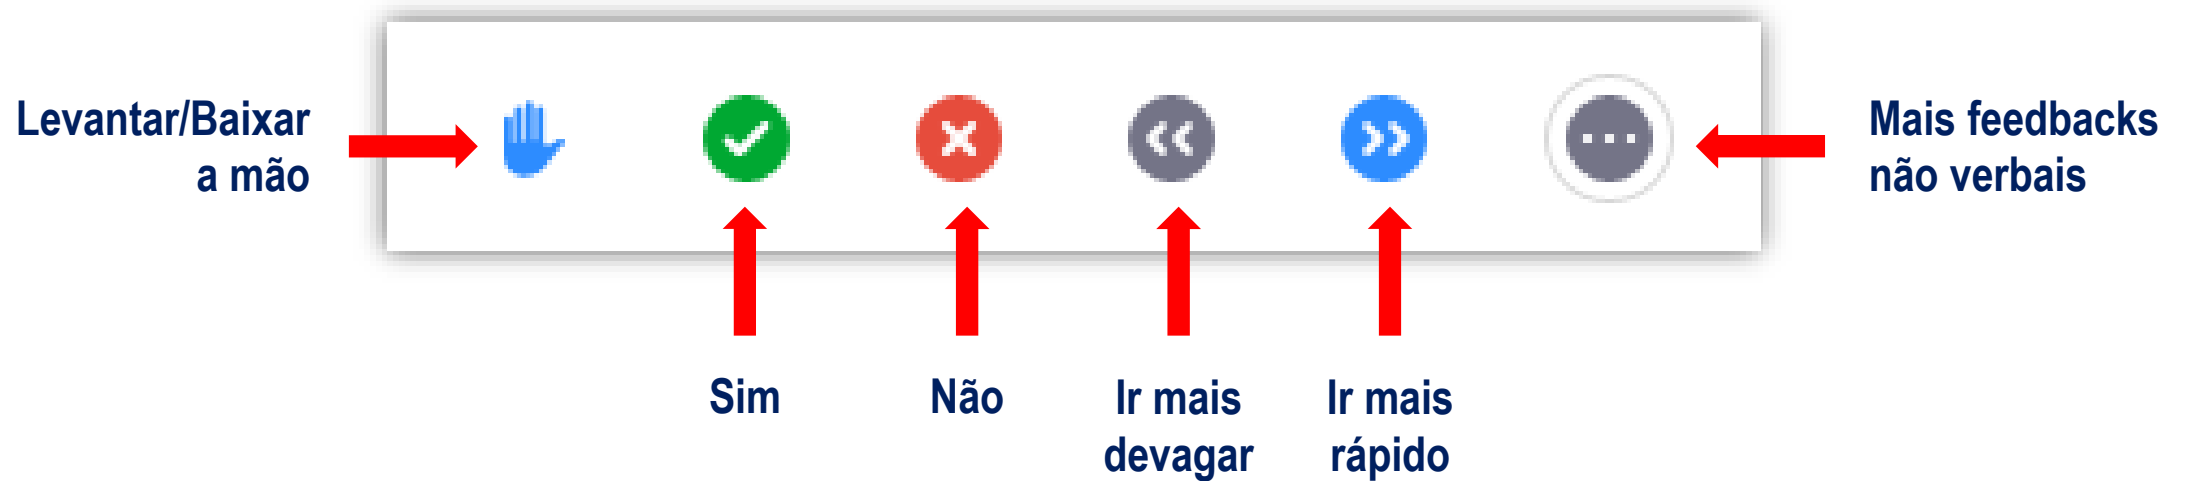 Levantar/Baixar
a mão
Mais feedbacks
não verbais
Sim
Não
Ir mais
devagar
Ir mais
rápido